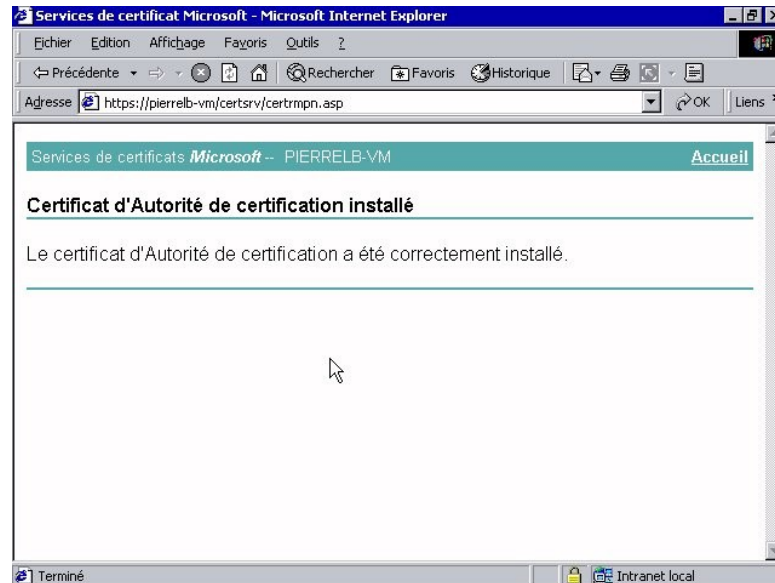 Services de certificat Microsoft - Microsoft Internet Explorer
Fichier Edition Affichage Favoris Outils ?
Précédente Rechercher Favoris Historique
Adresse https://pierrelb-vm/certsrv/certrmpn.asp OK Liens
Services de certificats Microsoft -- PIERRELB-VM Accueil
Certificat d'Autorité de certification installé
Le certificat d'Autorité de certification a été correctement installé.
Terminé Intranet local